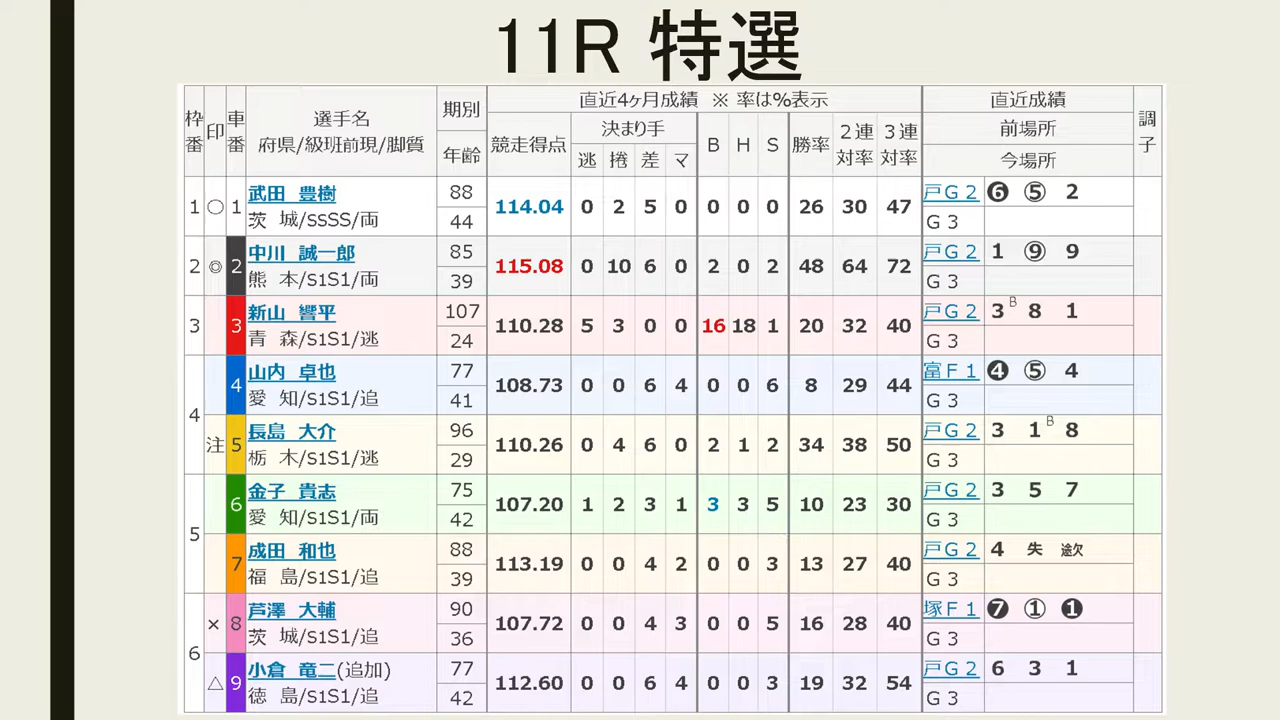 11R 特選
枠番 印 車番 選手名 府県/級班前現/脚質 期別 年齢 直近4ヶ月成績 ※ 率は%表示 直近成績 調子
競走得点 決まり手 B H S 勝率 2連対率 3連対率 前場所
逃 捲 差 マ 今場所
1 ○ 1 武田 豊樹 88 114.04 0 2 5 0 0 0 0 26 30 47 戸G2 ❻ ⑤ 2
茨 城/SSSS/両 44 G3
2 ◎ 2 中川 誠一郎 85 115.08 0 10 6 0 2 0 2 48 64 72 戸G2 1 ⑨ 9
熊 本/S1S1/両 39 G3
3 3 新山 響平 107 110.28 5 3 0 0 16 18 1 20 32 40 戸G2 3 B 8 1
青 森/S1S1/逃 24 G3
4 4 山内 卓也 77 108.73 0 0 6 4 0 0 6 8 29 44 富F1 ❹ ⑤ 4
愛 知/S1S1/追 41 G3
注 5 長島 大介 96 110.26 0 4 6 0 2 1 2 34 38 50 戸G2 3 1 B 8
栃 木/S1S1/逃 29 G3
5 6 金子 貴志 75 107.20 1 2 3 1 3 3 5 10 23 30 戸G2 3 5 7
愛 知/S1S1/両 42 G3
7 成田 和也 88 113.19 0 0 4 2 0 0 3 13 27 40 戸G2 4 失 途欠
福 島/S1S1/追 39 G3
6 × 8 芦澤 大輔 90 107.72 0 0 4 3 0 0 5 16 28 40 塚F1 ❼ ① ❶
茨 城/S1S1/追 36 G3
△ 9 小倉 竜二(追加) 77 112.60 0 0 6 4 0 0 3 19 32 54 戸G2 6 3 1
徳 島/S1S1/追 42 G3